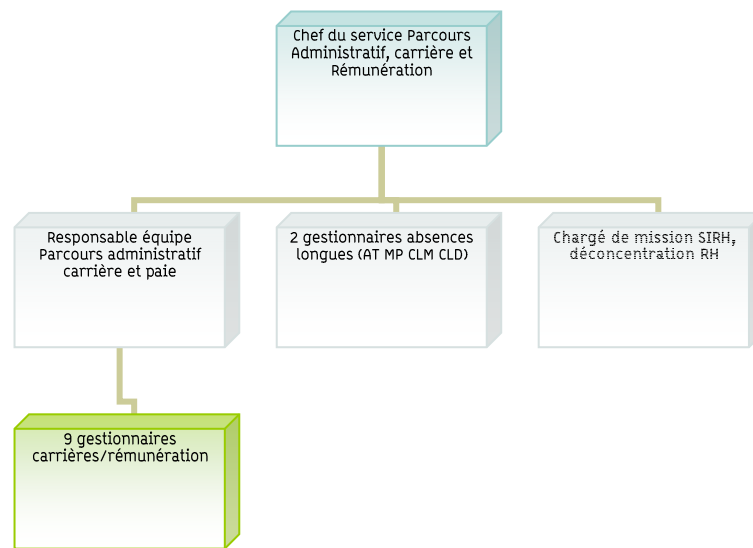 Chef du service Parcours
Administratif, carrière et
Rémunération
Responsable équipe
Parcours administratif
carrière et paie
2 gestionnaires absences
longues (AT MP CLM CLD)
Chargé de mission SIRH,
déconcentration RH
9 gestionnaires
carrières/rémunération